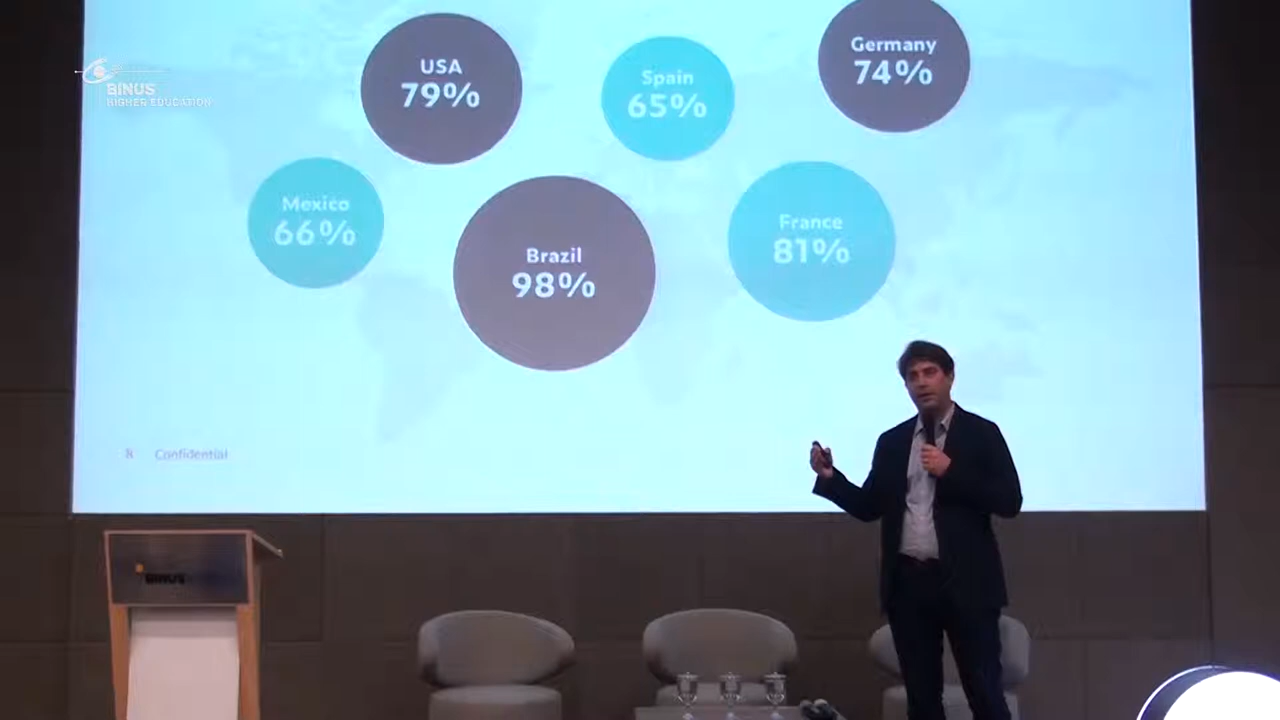 BINUS
HIGHER EDUCATION
USA
79%
Spain
65%
Germany
74%
Mexico
66%
Brazil
98%
France
81%
8 Confidential
BINUS